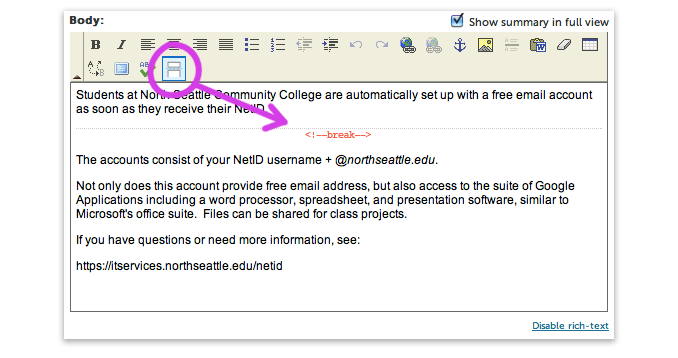 Body:
Show summary in full view
B I
A B ABC
Students at North Seattle Community College are automatically set up with a free email account
as soon as they receive their NetID
<!--break-->
The accounts consist of your NetID username + @northseattle.edu.
Not only does this account provide free email address, but also access to the suite of Google
Applications including a word processor, spreadsheet, and presentation software, similar to
Microsoft's office suite.  Files can be shared for class projects.
If you have questions or need more information, see:
https://itservices.northseattle.edu/netid
Disable rich-text